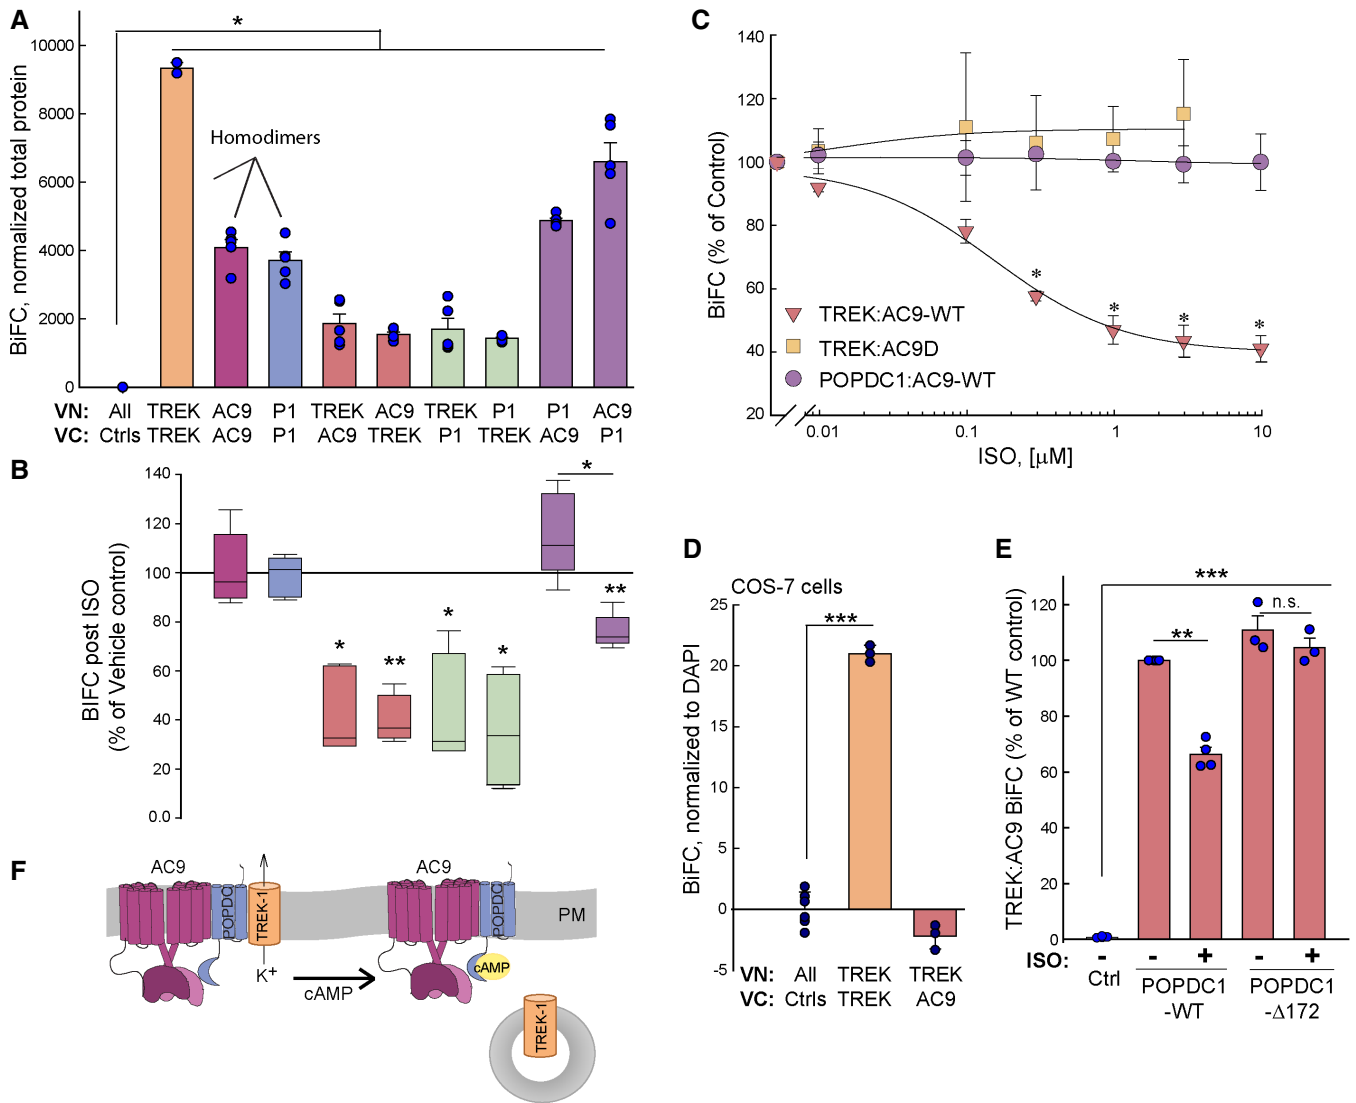 A
*
10000
8000
6000
4000
2000
0
BiFC, normalized total protein
Homodimers
VN: All TREK AC9 P1 TREK AC9 TREK P1 P1 AC9
VC: Ctrls TREK AC9 P1 AC9 TREK P1 TREK AC9 P1
B
140
120
100
80
60
40
20
0.0
BIFC post ISO
(% of Vehicle control)
* ** * * * **
C
140
120
100
80
60
40
20
BiFC (% of Control)
* * * *
TREK:AC9-WT
TREK:AC9D
POPDC1:AC9-WT
0.01 0.1 1 10
ISO, [µM]
D
COS-7 cells
25
20
15
10
5
0
-5
BiFC, normalized to DAPI
***
VN: All TREK TREK
VC: Ctrls TREK AC9
E
***
** n.s.
120
100
80
60
40
20
0
TREK:AC9 BiFC (% of WT control)
ISO: - - + - +
Ctrl POPDC1 POPDC1
-WT -Δ172
F
AC9 POPDC TREK-1
K+
cAMP
AC9 POPDC
cAMP
PM
TREK-1